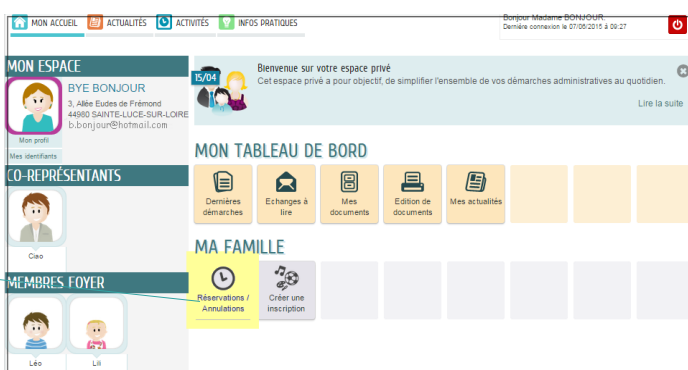 MON ACCUEIL ACTUALITÉS ACTIVITÉS INFOS PRATIQUES
Bonjour Madame BONJOUR.
Dernière connexion le 07/08/2015 à 09:27
MON ESPACE
BYE BONJOUR
3, Allée Eudes de Frémond
44980 SAINTE-LUCE-SUR-LOIRE
b.bonjour@hotmail.com
Mon profil
Mes identifiants
15/04
Bienvenue sur votre espace privé
Cet espace privé a pour objectif, de simplifier l'ensemble de vos démarches administratives au quotidien.
Lire la suite
MON TABLEAU DE BORD
Dernières
démarches
Echanges à
lire
Mes
documents
Edition de
documents
Mes actualités
CO-REPRÉSENTANTS
Ciao
MA FAMILLE
Réservations /
Annulations
Créer une
inscription
MEMBRES FOYER
Léo
Lili